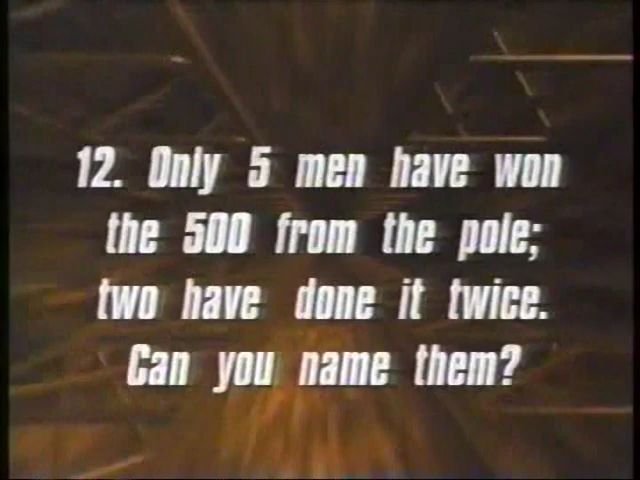 12. Only 5 men have won
the 500 from the pole;
two have done it twice.
Can you name them?